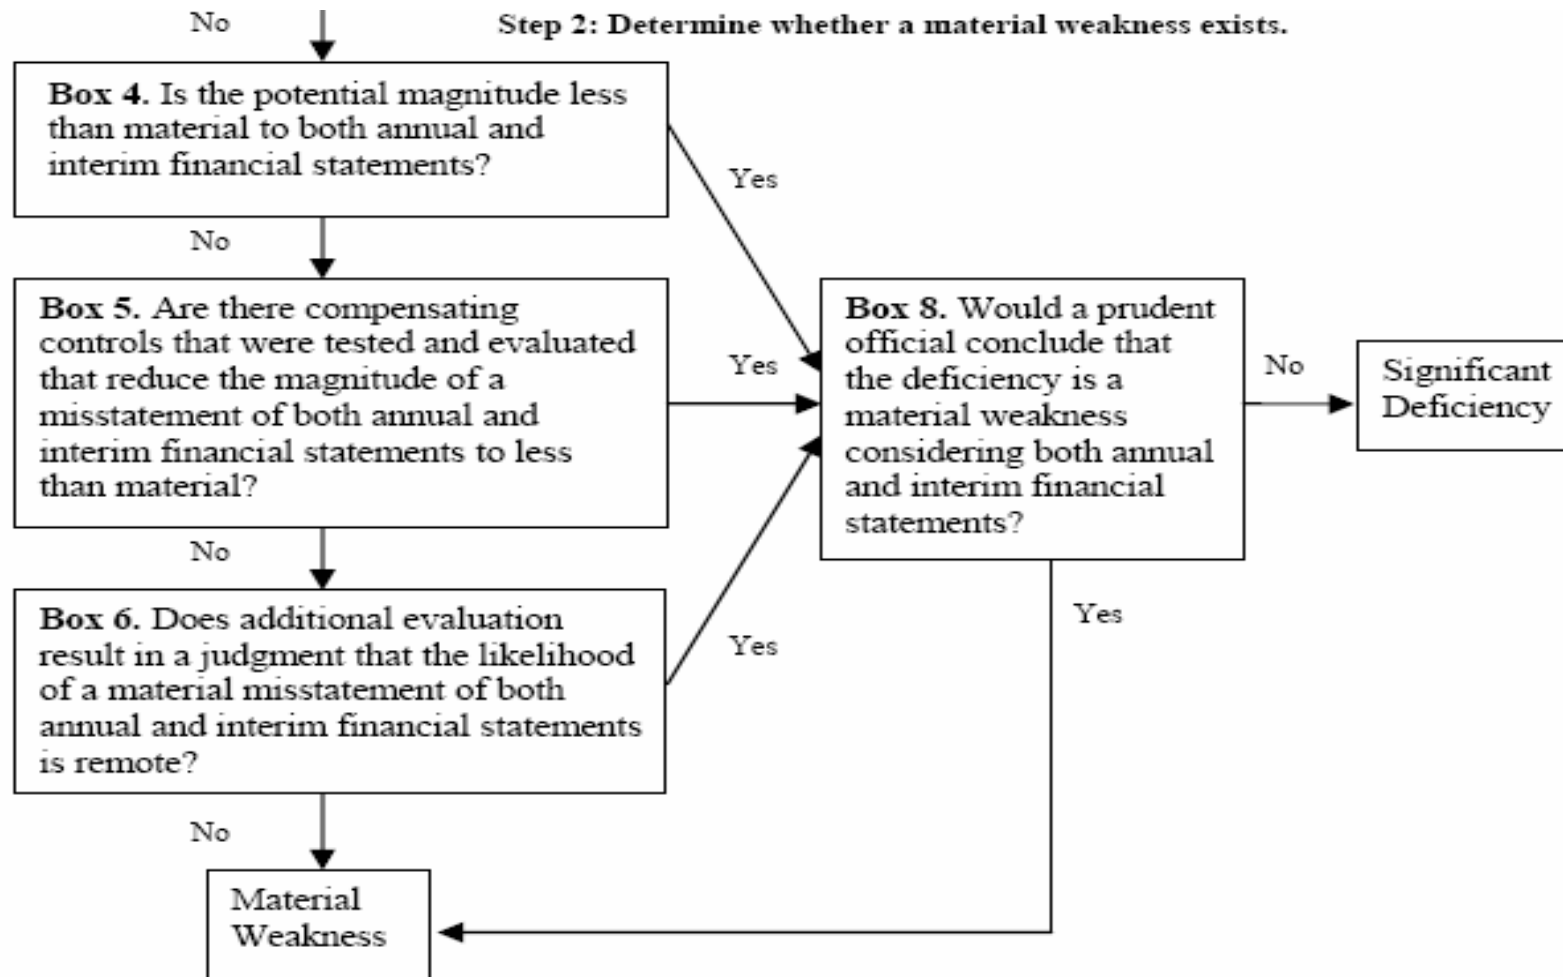 No
Step 2: Determine whether a material weakness exists.
Box 4. Is the potential magnitude less
than material to both annual and
interim financial statements?
Yes
No
Box 5. Are there compensating
controls that were tested and evaluated
that reduce the magnitude of a
misstatement of both annual and
interim financial statements to less
than material?
Yes
Box 8. Would a prudent
official conclude that
the deficiency is a
material weakness
considering both annual
and interim financial
statements?
No
Significant
Deficiency
No
Box 6. Does additional evaluation
result in a judgment that the likelihood
of a material misstatement of both
annual and interim financial statements
is remote?
Yes
Yes
No
Material
Weakness